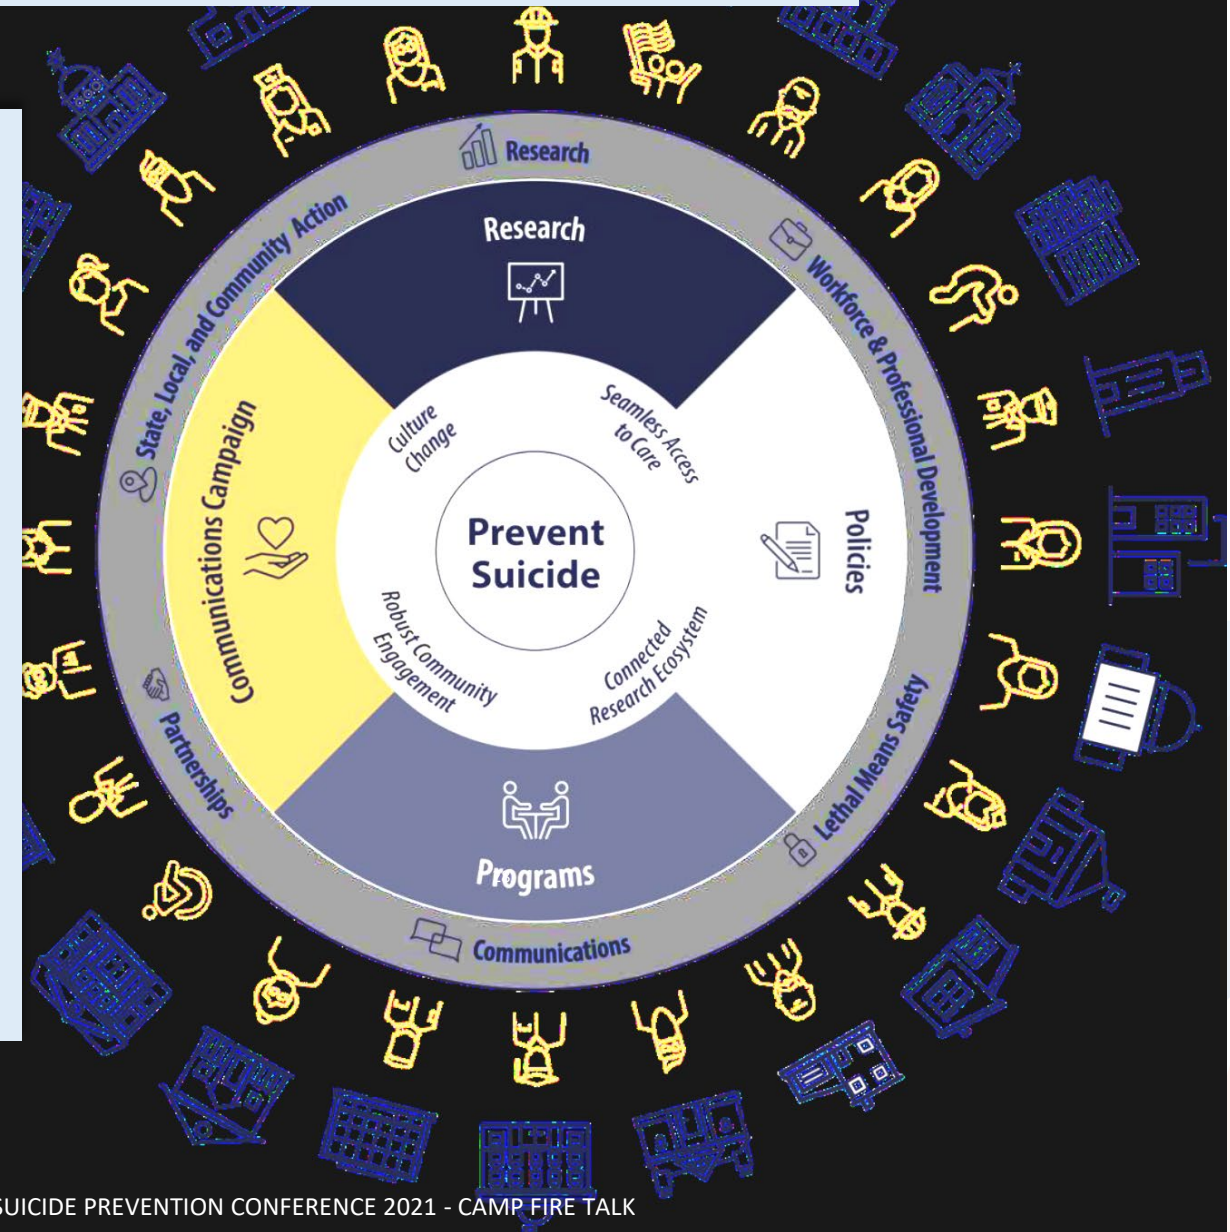 Research
State, Local, and Community Action
Workforce & Professional Development
Research
Communications Campaign
Culture
Change
Seamless Access
to Care
Policies
Prevent
Suicide
Robust Community
Engagement
Connected
Research Ecosystem
Programs
Partnerships
Lethal Means Safety
Communications
SUICIDE PREVENTION CONFERENCE 2021 - CAMP FIRE TALK